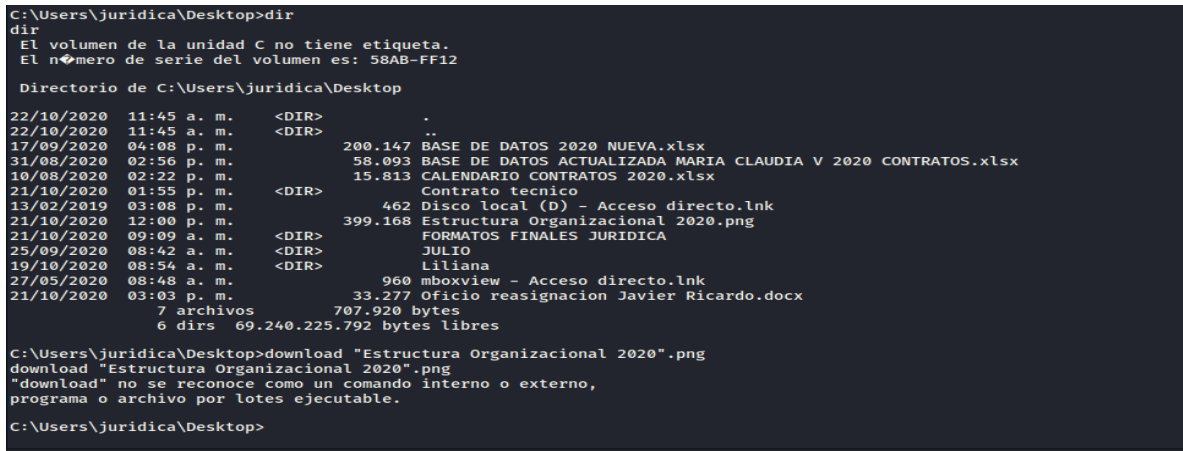 C:\Users\juridica\Desktop>dir
dir
 El volumen de la unidad C no tiene etiqueta.
 El n�mero de serie del volumen es: 58AB-FF12

 Directorio de C:\Users\juridica\Desktop

22/10/2020  11:45 a. m.    <DIR>          .
22/10/2020  11:45 a. m.    <DIR>          ..
17/09/2020  04:08 p. m.           200.147 BASE DE DATOS 2020 NUEVA.xlsx
31/08/2020  02:56 p. m.            58.093 BASE DE DATOS ACTUALIZADA MARIA CLAUDIA V 2020 CONTRATOS.xlsx
10/08/2020  02:22 p. m.            15.813 CALENDARIO CONTRATOS 2020.xlsx
21/10/2020  01:55 p. m.    <DIR>          Contrato tecnico
13/02/2019  03:08 p. m.               462 Disco local (D) - Acceso directo.lnk
21/10/2020  12:00 p. m.           399.168 Estructura Organizacional 2020.png
21/10/2020  09:09 a. m.    <DIR>          FORMATOS FINALES JURIDICA
25/09/2020  08:42 a. m.    <DIR>          JULIO
19/10/2020  08:54 a. m.    <DIR>          Liliana
27/05/2020  08:48 a. m.               960 mboxview - Acceso directo.lnk
21/10/2020  03:03 p. m.            33.277 Oficio reasignacion Javier Ricardo.docx
              7 archivos        707.920 bytes
              6 dirs  69.240.225.792 bytes libres

C:\Users\juridica\Desktop>download "Estructura Organizacional 2020".png
download "Estructura Organizacional 2020".png
"download" no se reconoce como un comando interno o externo,
programa o archivo por lotes ejecutable.

C:\Users\juridica\Desktop>